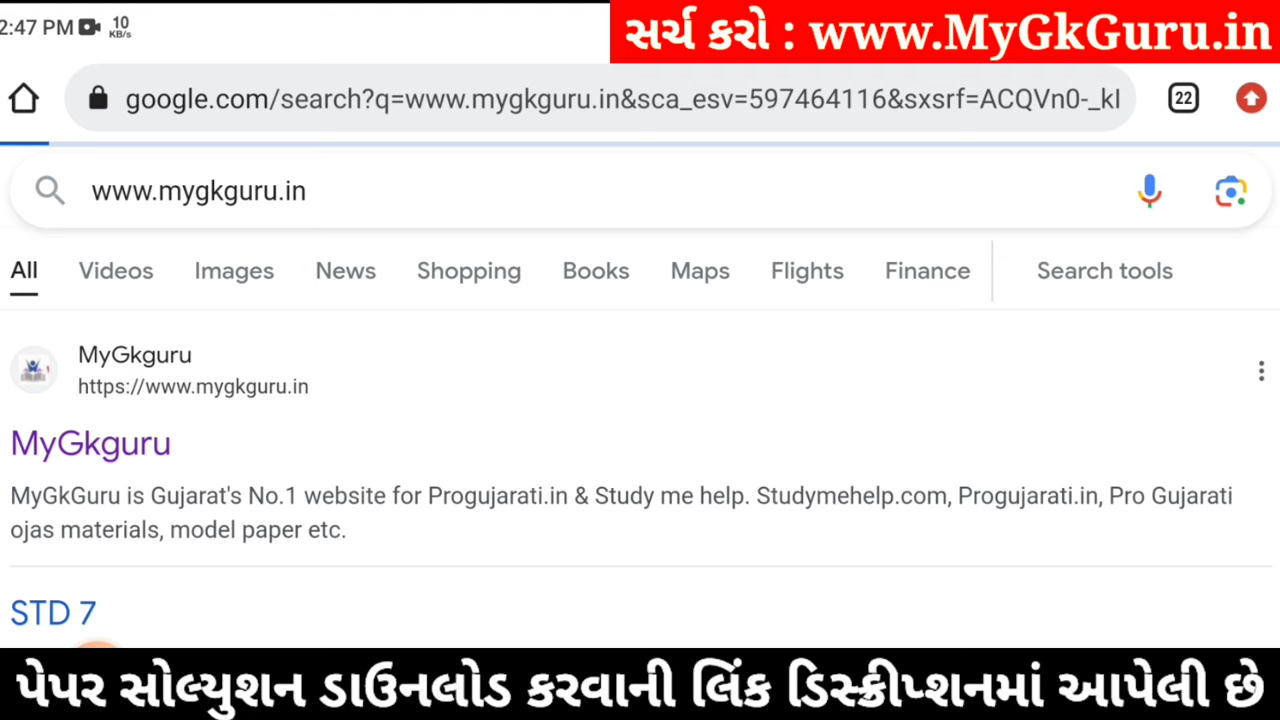 2:47 PM 10 KB/s
સર્ચ કરો : www.MyGkGuru.in
google.com/search?q=www.mygkguru.in&sca_esv=597464116&sxsrf=ACQVn0-_kI
22
www.mygkguru.in
All Videos Images News Shopping Books Maps Flights Finance Search tools
MyGkguru
https://www.mygkguru.in
MyGkguru
MyGkGuru is Gujarat's No.1 website for Progujarati.in & Study me help. Studymehelp.com, Progujarati.in, Pro Gujarati
ojas materials, model paper etc.
STD 7
પેપર સોલ્યુશન ડાઉનલોડ કરવાની લિંક ડિસ્ક્રીપ્શનમાં આપેલી છે